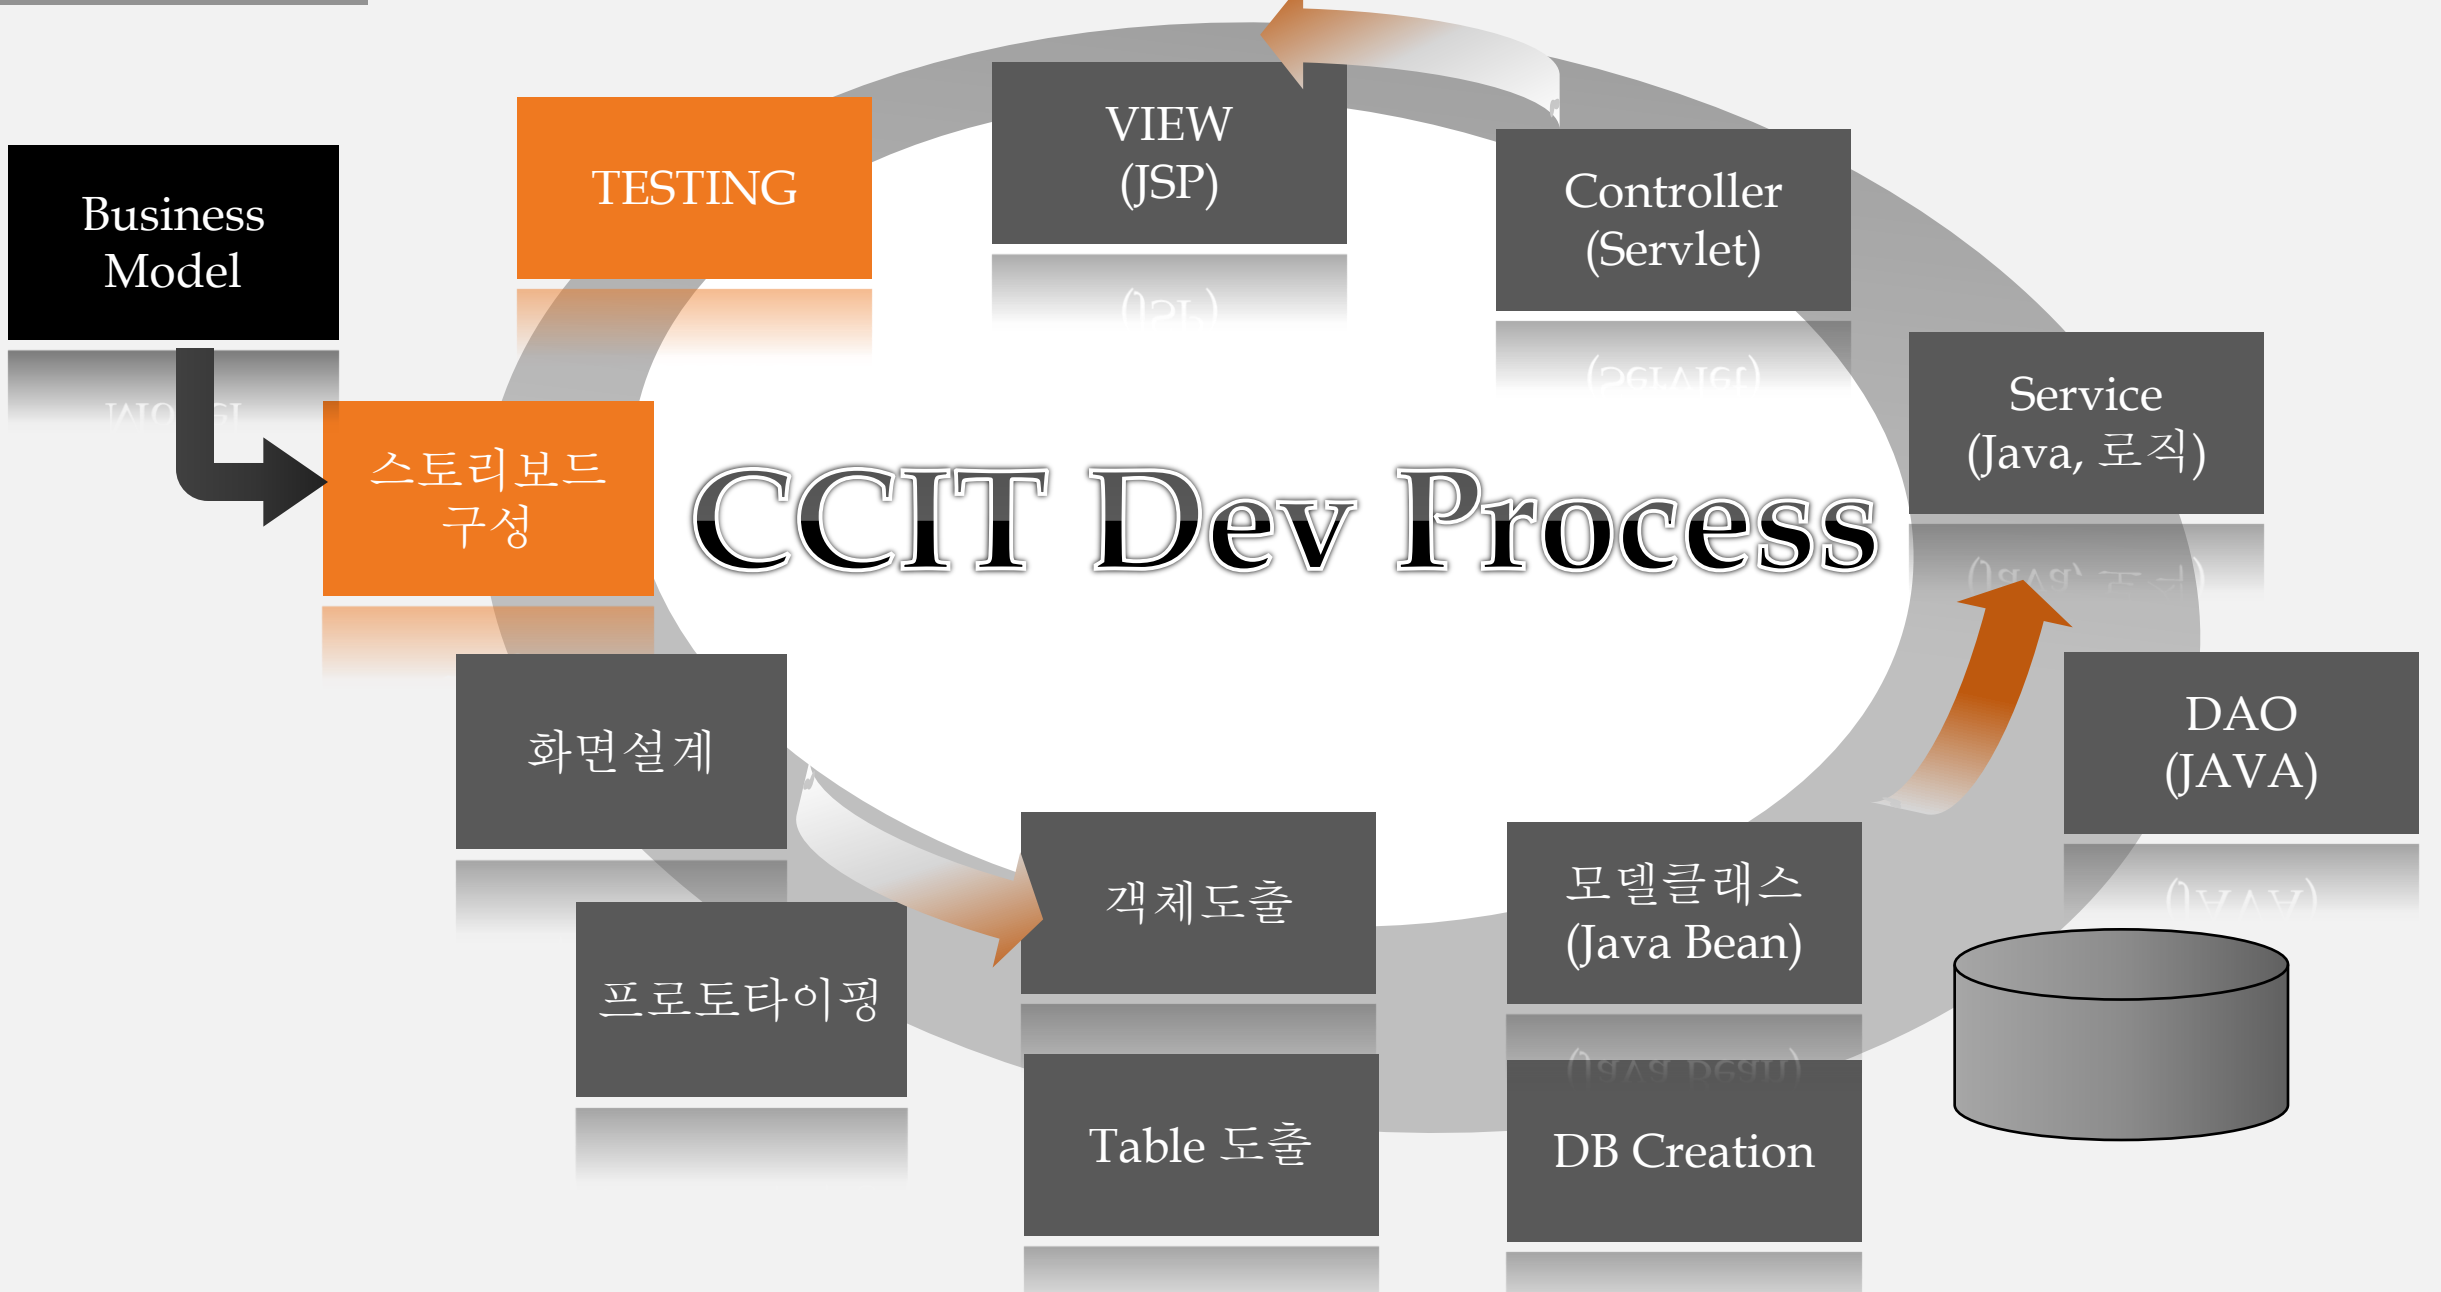 Business
Model
TESTING
VIEW
(JSP)
Controller
(Servlet)
Service
(Java, 로직)
스토리보드
구성
CCIT Dev Process
화면설계
프로토타이핑
객체도출
Table 도출
모델클래스
(Java Bean)
DB Creation
DAO
(JAVA)